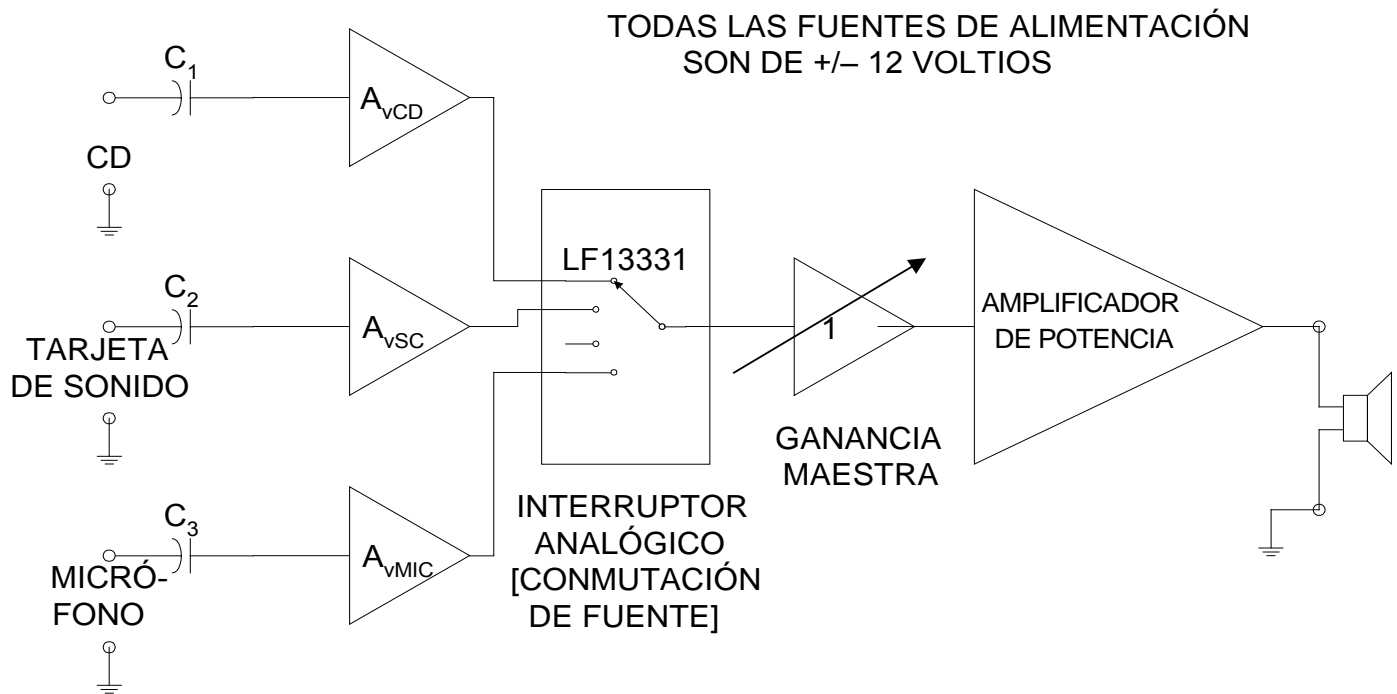 TODAS LAS FUENTES DE ALIMENTACIÓN
SON DE +/– 12 VOLTIOS
C1
AvCD
CD
LF13331
C2
AvSC
TARJETA
DE SONIDO
1
AMPLIFICADOR
DE POTENCIA
GANANCIA
MAESTRA
C3
AvMIC
MICRÓ-
FONO
INTERRUPTOR
ANALÓGICO
[CONMUTACIÓN
DE FUENTE]